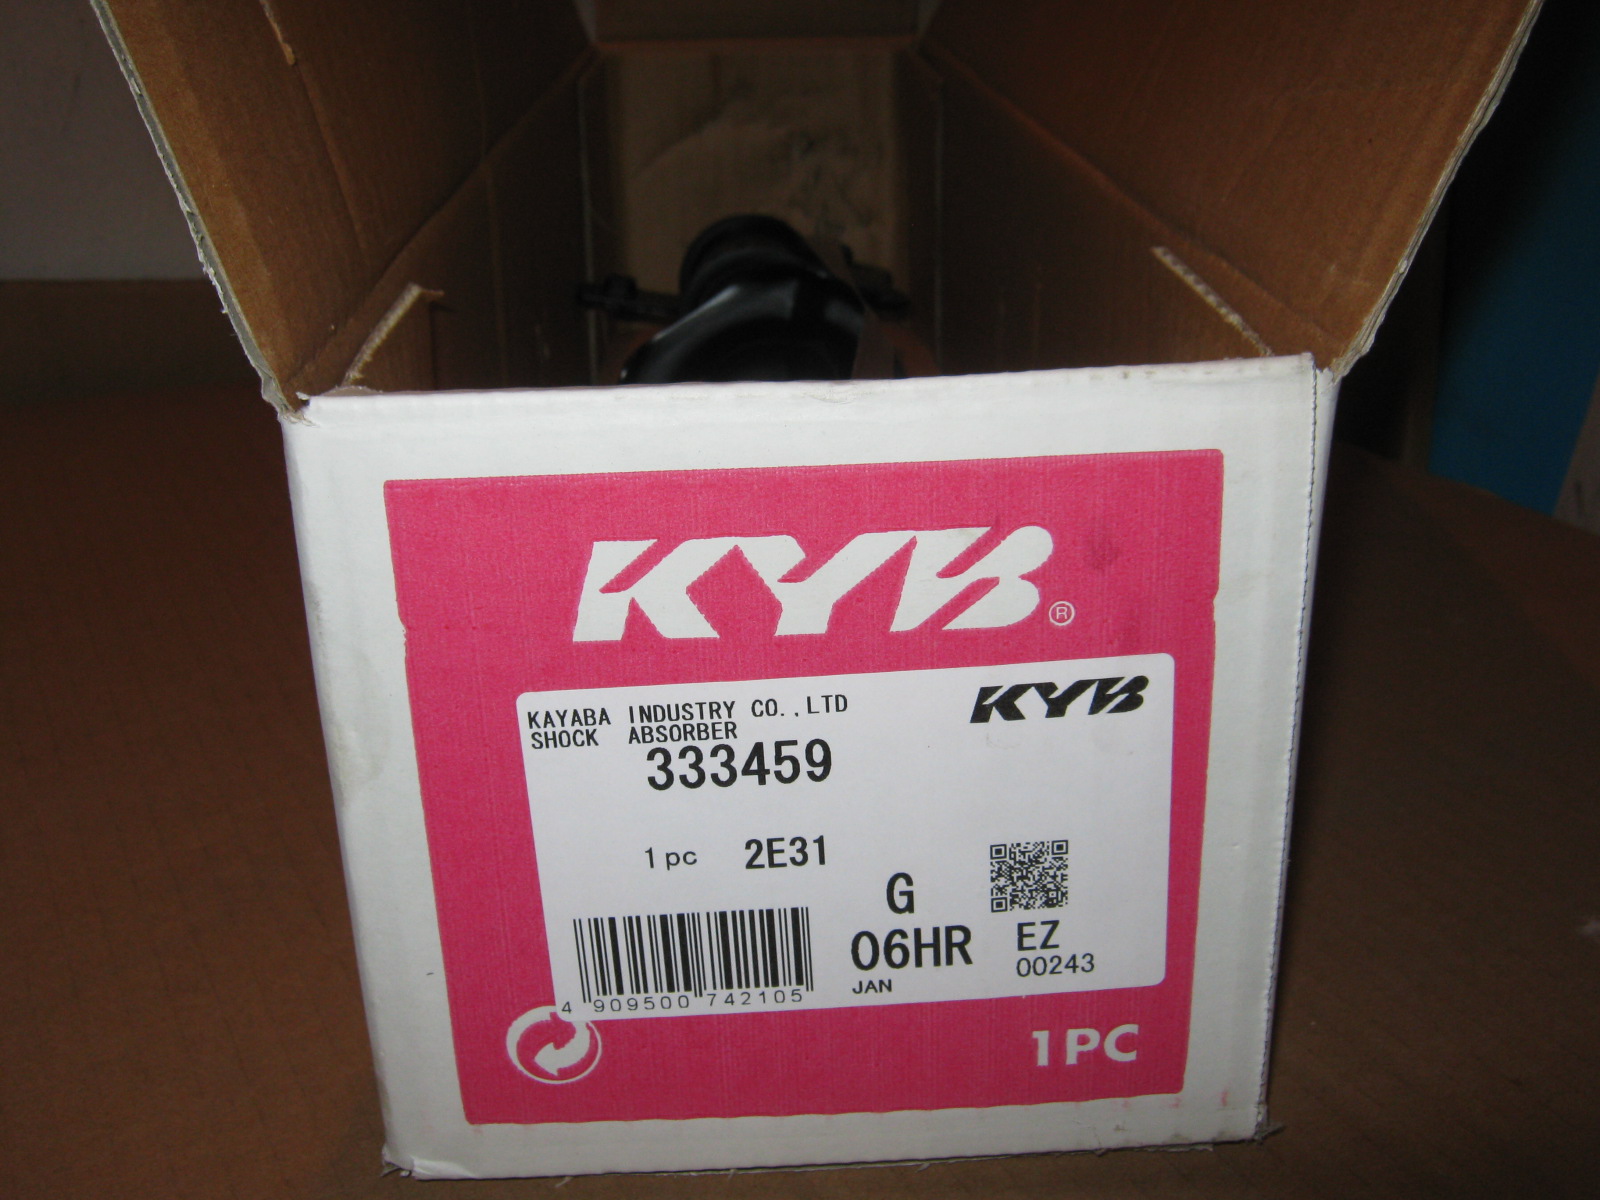 KYB®
KAYABA INDUSTRY CO.,LTD
KYB
SHOCK ABSORBER
333459
1pc 2E31
G
06HR
EZ
00243
JAN
4 909500 742105
1PC